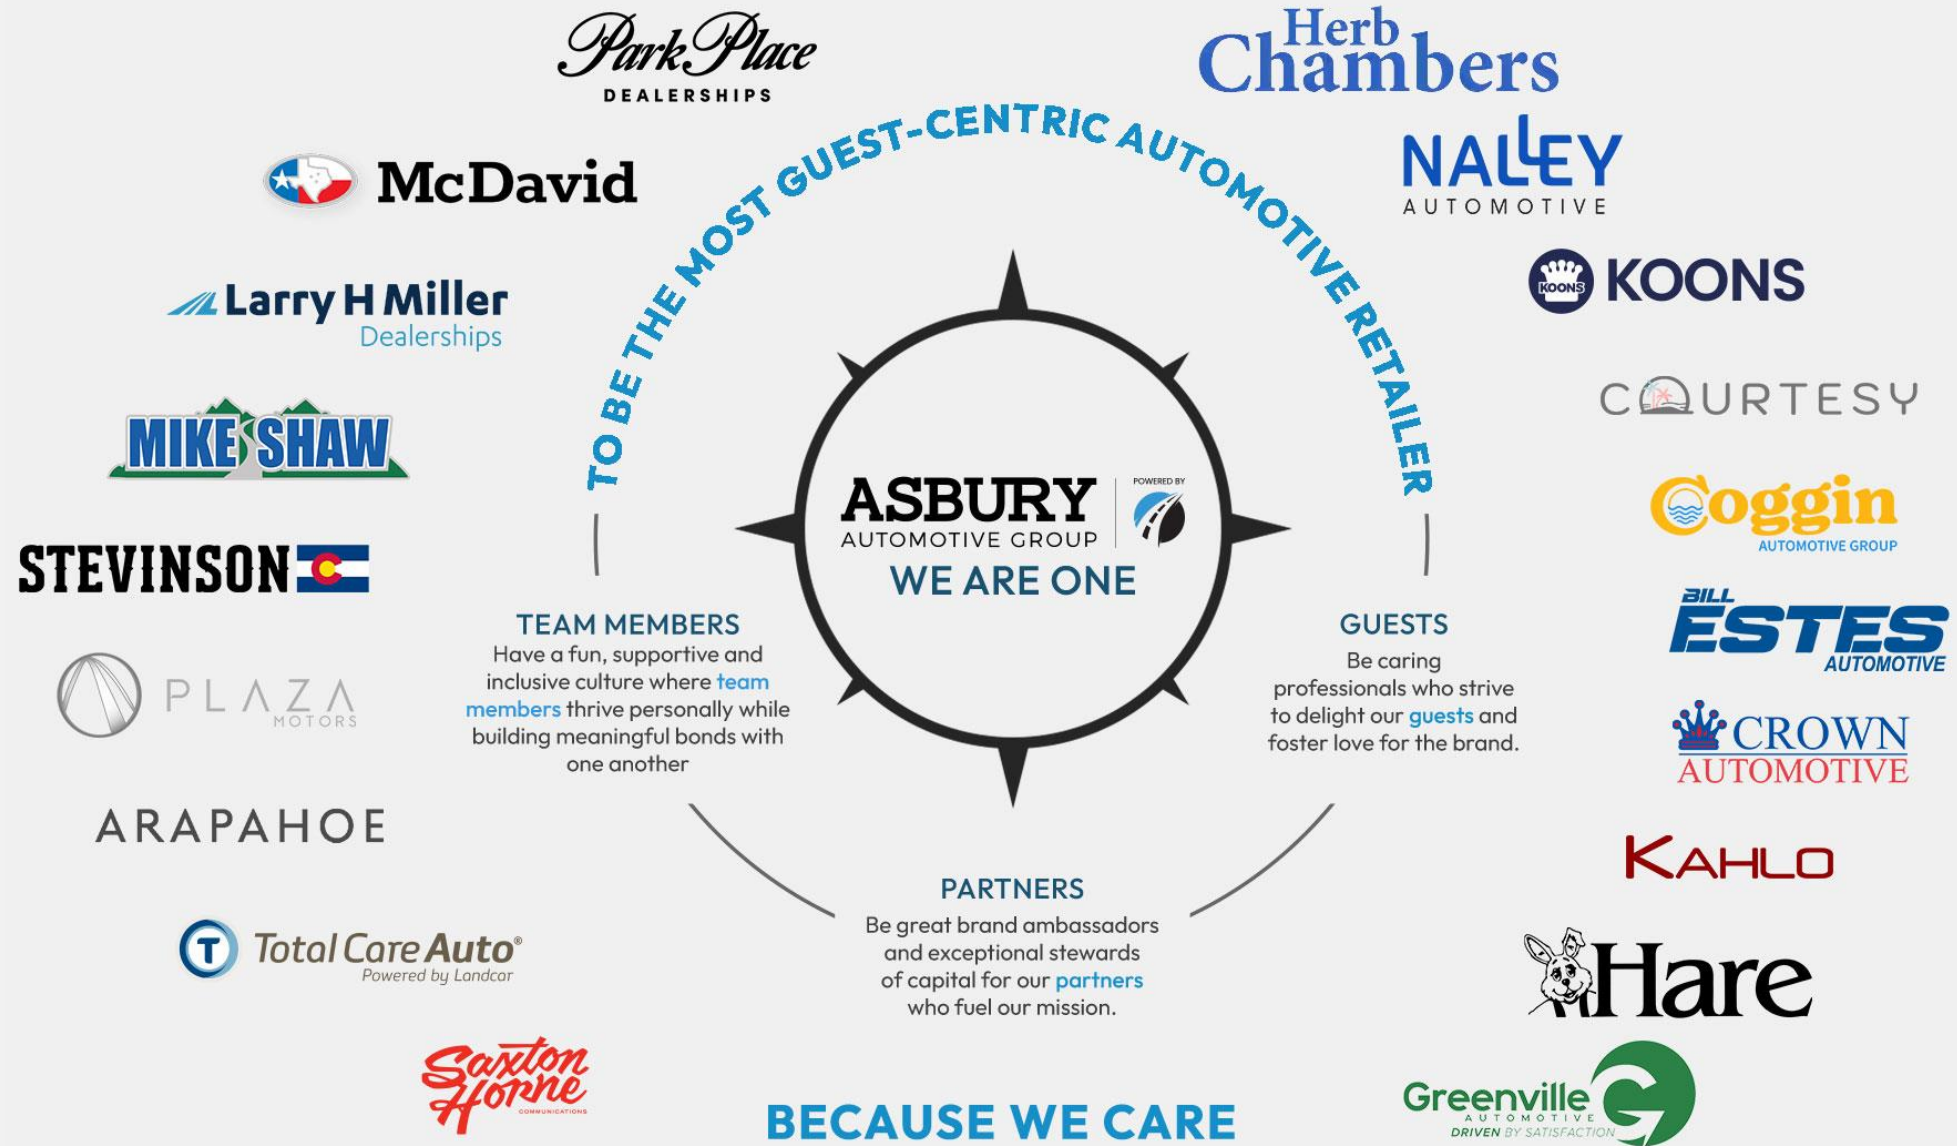 Park Place
DEALERSHIPS
Herb
Chambers
TO BE THE MOST GUEST-CENTRIC AUTOMOTIVE RETAILER
McDavid
NALLEY
AUTOMOTIVE
Larry H Miller
Dealerships
KOONS
KOONS
MIKE SHAW
COURTESY
STEVINSON
Coggin
AUTOMOTIVE GROUP
ASBURY
AUTOMOTIVE GROUP
POWERED BY
WE ARE ONE
BILL
ESTES
AUTOMOTIVE
TEAM MEMBERS
Have a fun, supportive and
inclusive culture where team
members thrive personally while
building meaningful bonds with
one another
GUESTS
Be caring
professionals who strive
to delight our guests and
foster love for the brand.
PLAZA
MOTORS
CROWN
AUTOMOTIVE
ARAPAHOE
KAHLO
PARTNERS
Be great brand ambassadors
and exceptional stewards
of capital for our partners
who fuel our mission.
T
Total Care Auto®
Powered by Landcar
Hare
Saxton
Horne
COMMUNICATIONS
Greenville
AUTOMOTIVE
DRIVEN BY SATISFACTION
G
BECAUSE WE CARE